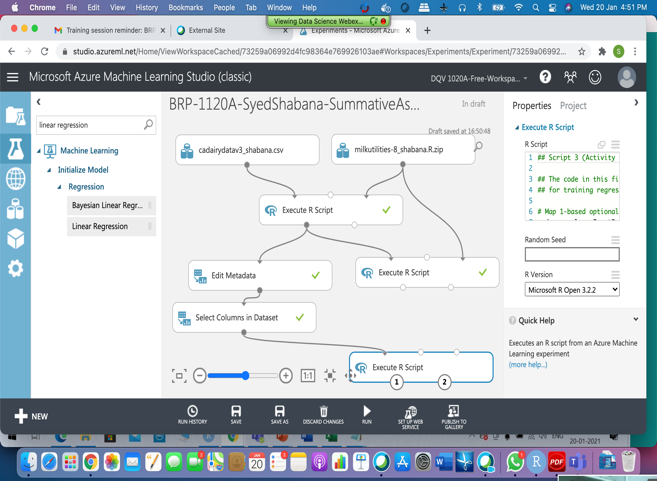 Chrome File Edit View History Bookmarks People Tab Window Help Wed 20 Jan 4:51 PM
Viewing Data Science Webex...
Training session reminder: BRP
External Site
Experiments - Microsoft Azure
studio.azureml.net/Home/ViewWorkspaceCached/73259a06992d4fc98364e769926103ae#Workspaces/Experiments/Experiment/73259a06992...
S
Microsoft Azure Machine Learning Studio (classic)
DQV 1020A-Free-Workspa...
linear regression
Machine Learning
Initialize Model
Regression
Bayesian Linear Regr...
Linear Regression
BRP-1120A-SyedShabana-SummativeAs...
In draft
Draft saved at 16:50:48
cadairydatav3_shabana.csv
milkutilities-8_shabana.R.zip
Execute R Script
Edit Metadata
Execute R Script
Select Columns in Dataset
Execute R Script
1 2
1:1
Properties Project
Execute R Script
R Script
1 ## Script 3 (Activity
2
3 ## The code in this fi
4 ## for training regres
5
6 # Map 1-based optional
Random Seed
R Version
Microsoft R Open 3.2.2
Quick Help
Executes an R script from an Azure Machine
Learning experiment
(more help...)
NEW
RUN HISTORY
SAVE
SAVE AS
DISCARD CHANGES
RUN
SET UP WEB
SERVICE
PUBLISH TO
GALLERY
ENG
20-01-2021
JAN
20
W
R
PDF